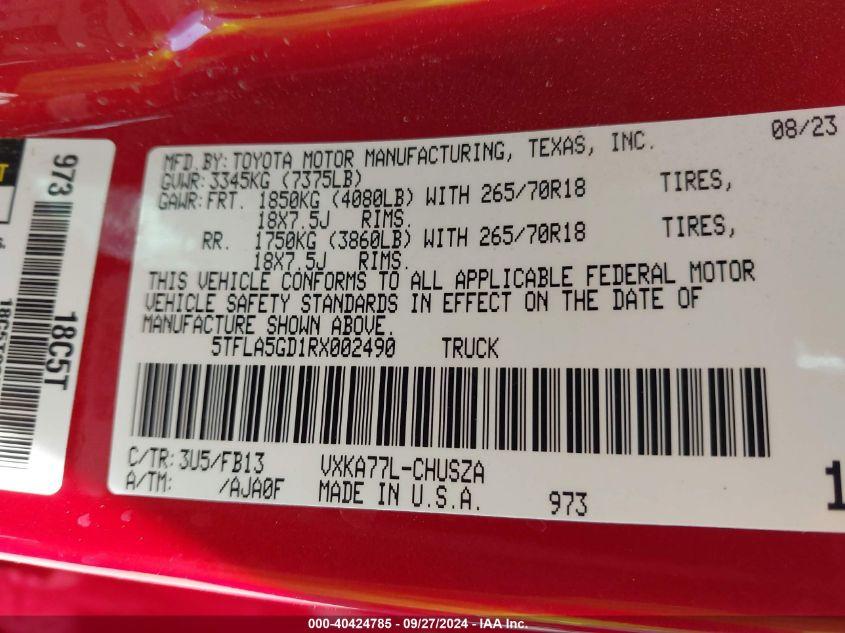 08/23
MFD. BY: TOYOTA MOTOR MANUFACTURING, TEXAS, INC.
GVWR: 3345KG (7375LB)
GAWR: FRT. 1850KG (4080LB) WITH 265/70R18 TIRES,
18X7.5J RIMS.
RR. 1750KG (3860LB) WITH 265/70R18 TIRES,
18X7.5J RIMS.
THIS VEHICLE CONFORMS TO ALL APPLICABLE FEDERAL MOTOR
VEHICLE SAFETY STANDARDS IN EFFECT ON THE DATE OF
MANUFACTURE SHOWN ABOVE.
5TFLA5GD1RX002490 TRUCK
C/TR: 3U5/FB13 VXKA77L-CHUSZA
A/TM: /AJA0F MADE IN U.S.A. 973
1
973
18C5T
000-40424785 - 09/27/2024 - IAAI.com